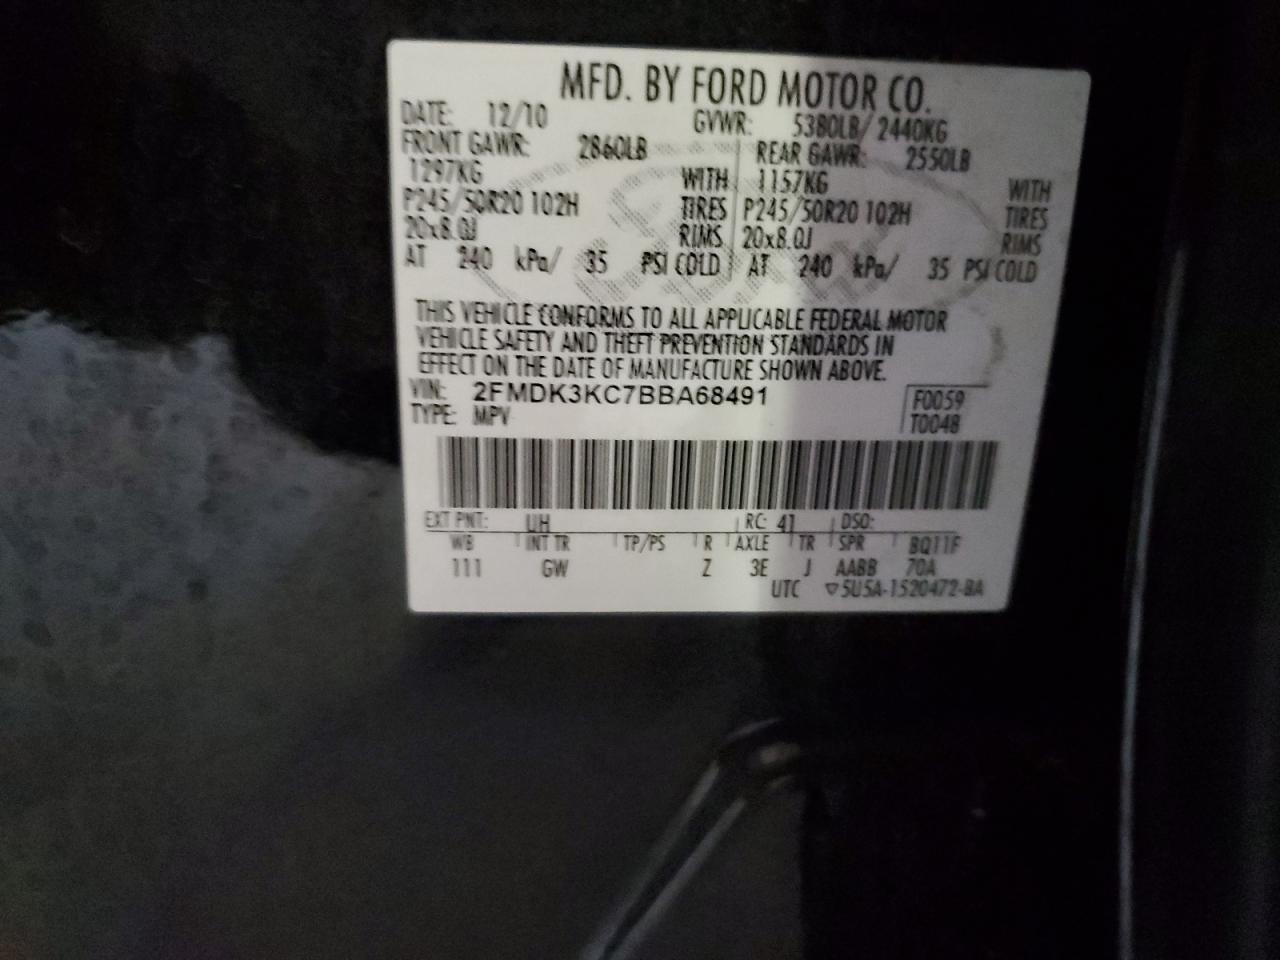 MFD. BY FORD MOTOR CO.
DATE: 12/10 GVWR: 5380LB/ 2440KG
FRONT GAWR: 2860LB REAR GAWR: 2550LB
1297KG WITH 1157KG WITH
P245/50R20 102H TIRES P245/50R20 102H TIRES
20x8.0J RIMS 20x8.0J RIMS
AT 240 kPa/ 35 PSI COLD AT 240 kPa/ 35 PSI COLD
THIS VEHICLE CONFORMS TO ALL APPLICABLE FEDERAL MOTOR
VEHICLE SAFETY AND THEFT PREVENTION STANDARDS IN
EFFECT ON THE DATE OF MANUFACTURE SHOWN ABOVE.
VIN: 2FMDK3KC7BBA68491 F0059
TYPE: MPV T0048
EXT PNT: UH RC: 41 DSO:
WB INT TR TP/PS R AXLE TR SPR BQ11F
111 GW Z 3E J AABB 70A
UTC ▽5U5A-1520472-BA